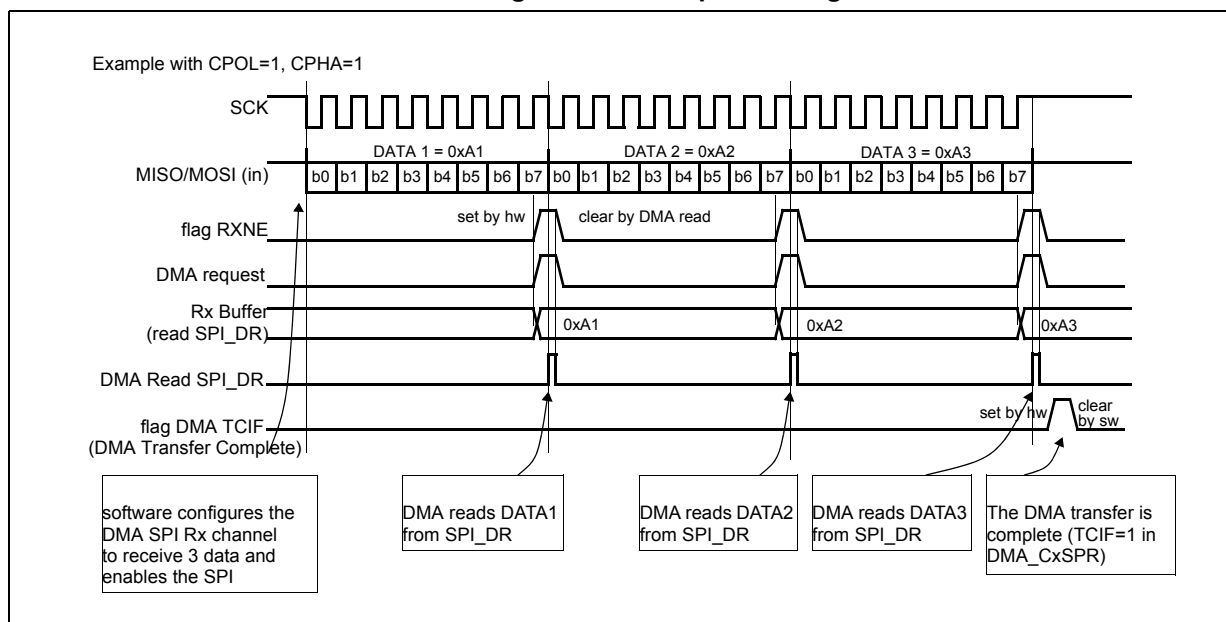 Example with CPOL=1, CPHA=1
SCK
DATA 1 = 0xA1
DATA 2 = 0xA2
DATA 3 = 0xA3
MISO/MOSI (in)
b0 b1 b2 b3 b4 b5 b6 b7 b0 b1 b2 b3 b4 b5 b6 b7 b0 b1 b2 b3 b4 b5 b6 b7
set by hw
clear by DMA read
flag RXNE
DMA request
Rx Buffer
(read SPI_DR)
0xA1
0xA2
0xA3
DMA Read SPI_DR
flag DMA TCIF
(DMA Transfer Complete)
set by hw
clear
by sw
software configures the
DMA SPI Rx channel
to receive 3 data and
enables the SPI
DMA reads DATA1
from SPI_DR
DMA reads DATA2
from SPI_DR
DMA reads DATA3
from SPI_DR
The DMA transfer is
complete (TCIF=1 in
DMA_CxSPR)